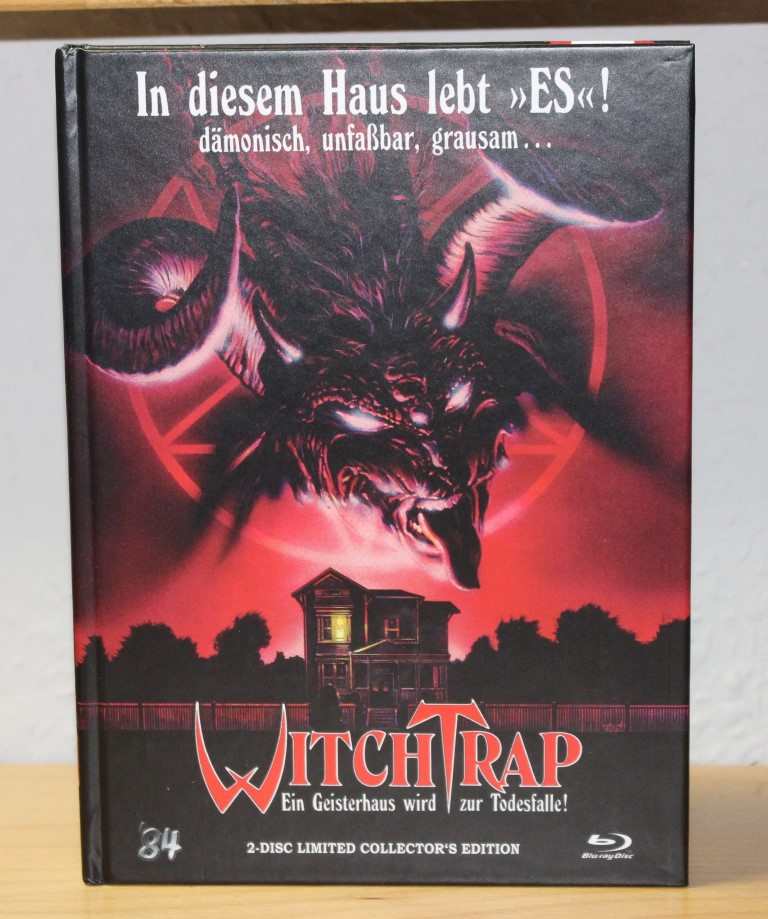 In diesem Haus lebt »ES«!
dämonisch, unfaßbar, grausam...
WITCHTRAP
Ein Geisterhaus wird zur Todesfalle!
'84
2-DISC LIMITED COLLECTOR'S EDITION
Blu-ray Disc